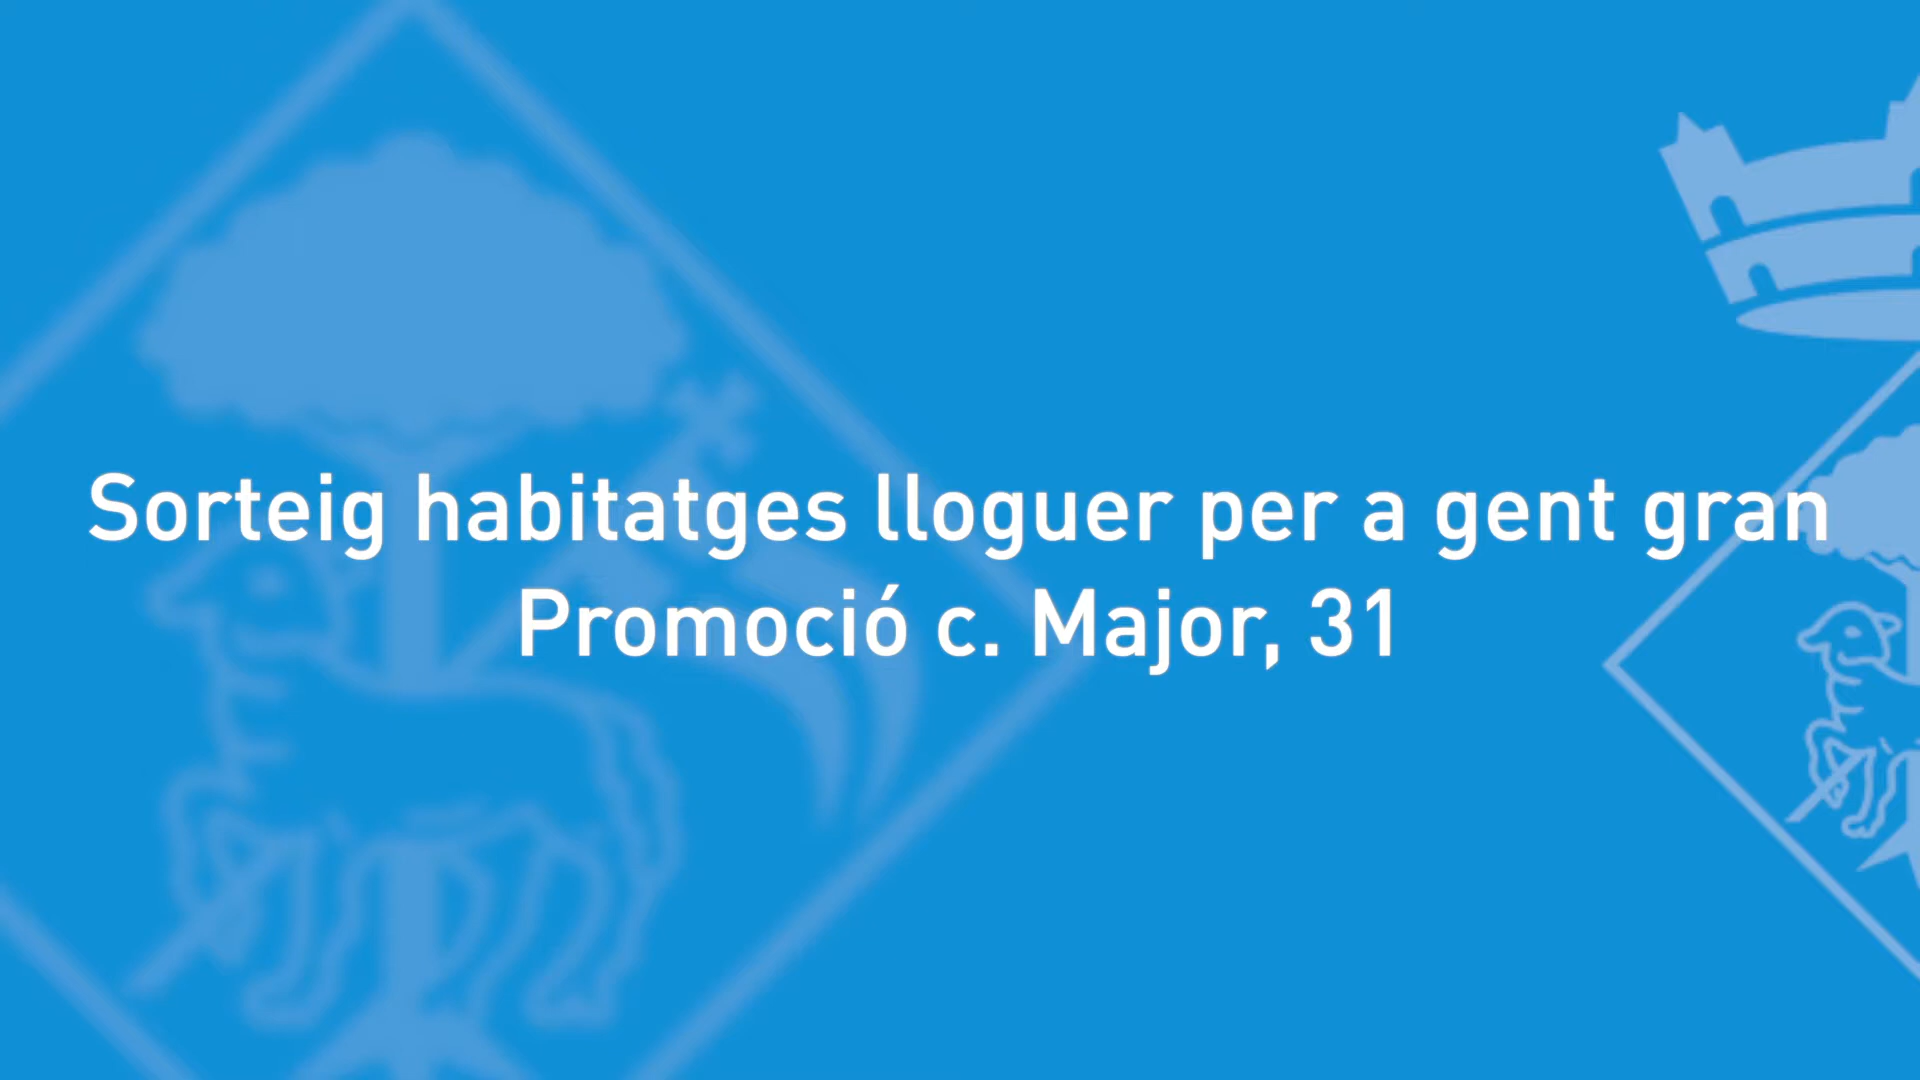 Sorteig habitatges lloguer per a gent gran
Promoció c. Major, 31